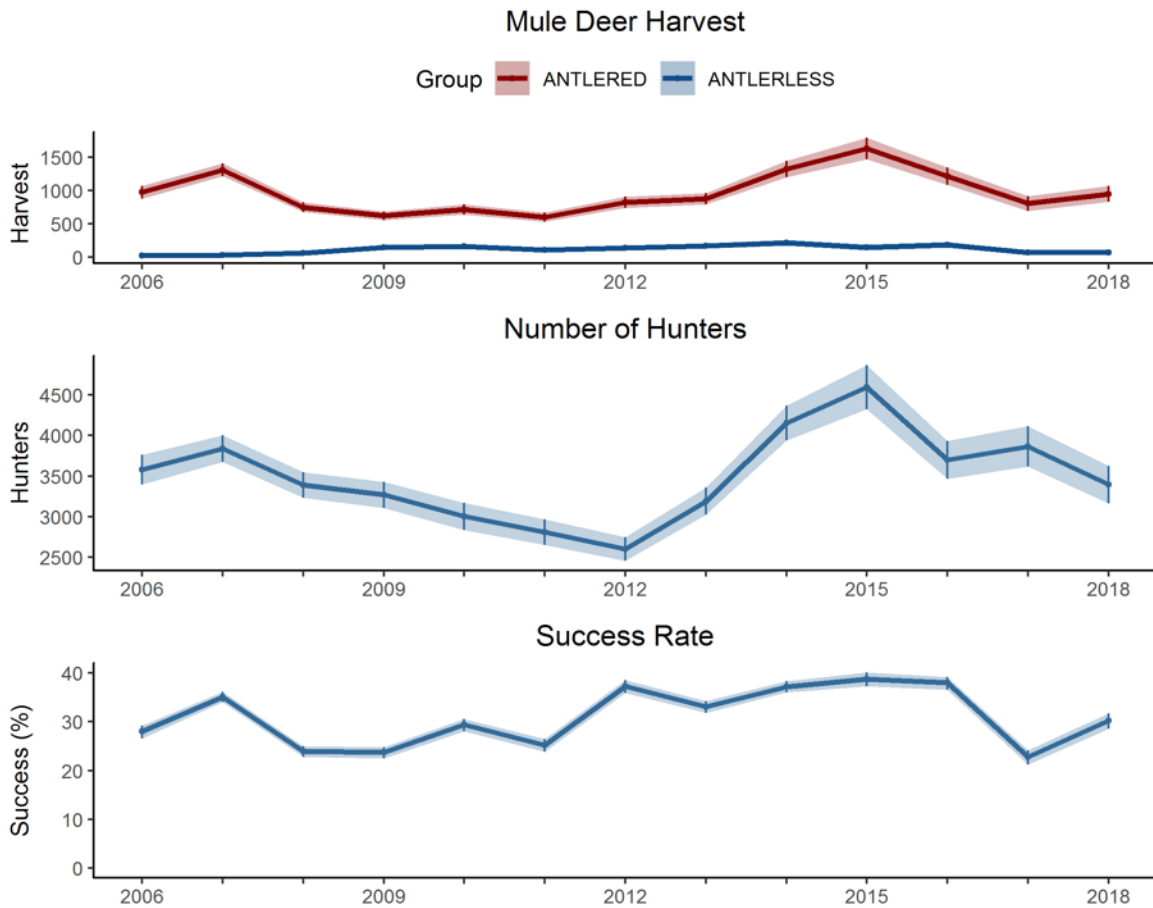 Mule Deer Harvest
Group ANTLERED ANTLERLESS
Harvest
1500
1000
500
0
2006 2009 2012 2015 2018
Number of Hunters
Hunters
4500
4000
3500
3000
2500
2006 2009 2012 2015 2018
Success Rate
Success (%)
40
30
20
10
0
2006 2009 2012 2015 2018